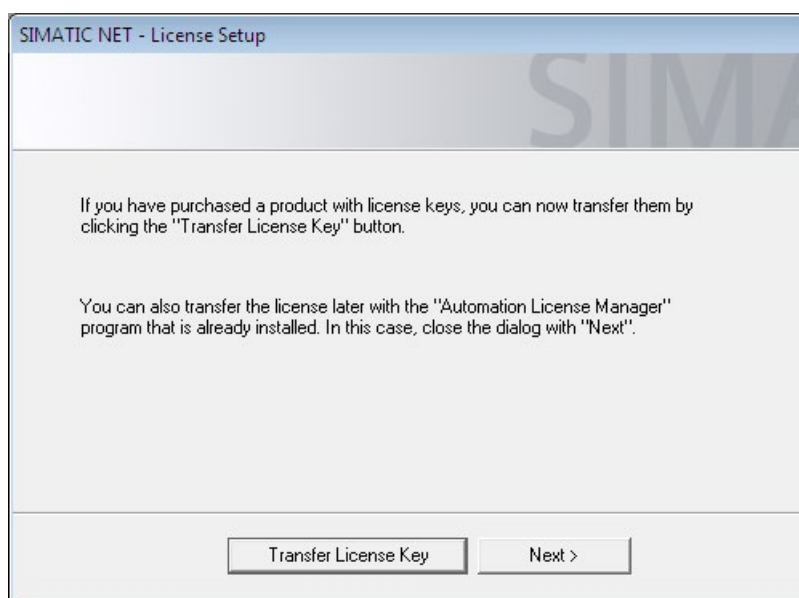 SIMATIC NET - License Setup
If you have purchased a product with license keys, you can now transfer them by
clicking the "Transfer License Key" button.
You can also transfer the license later with the "Automation License Manager"
program that is already installed. In this case, close the dialog with "Next".
Transfer License Key
Next >